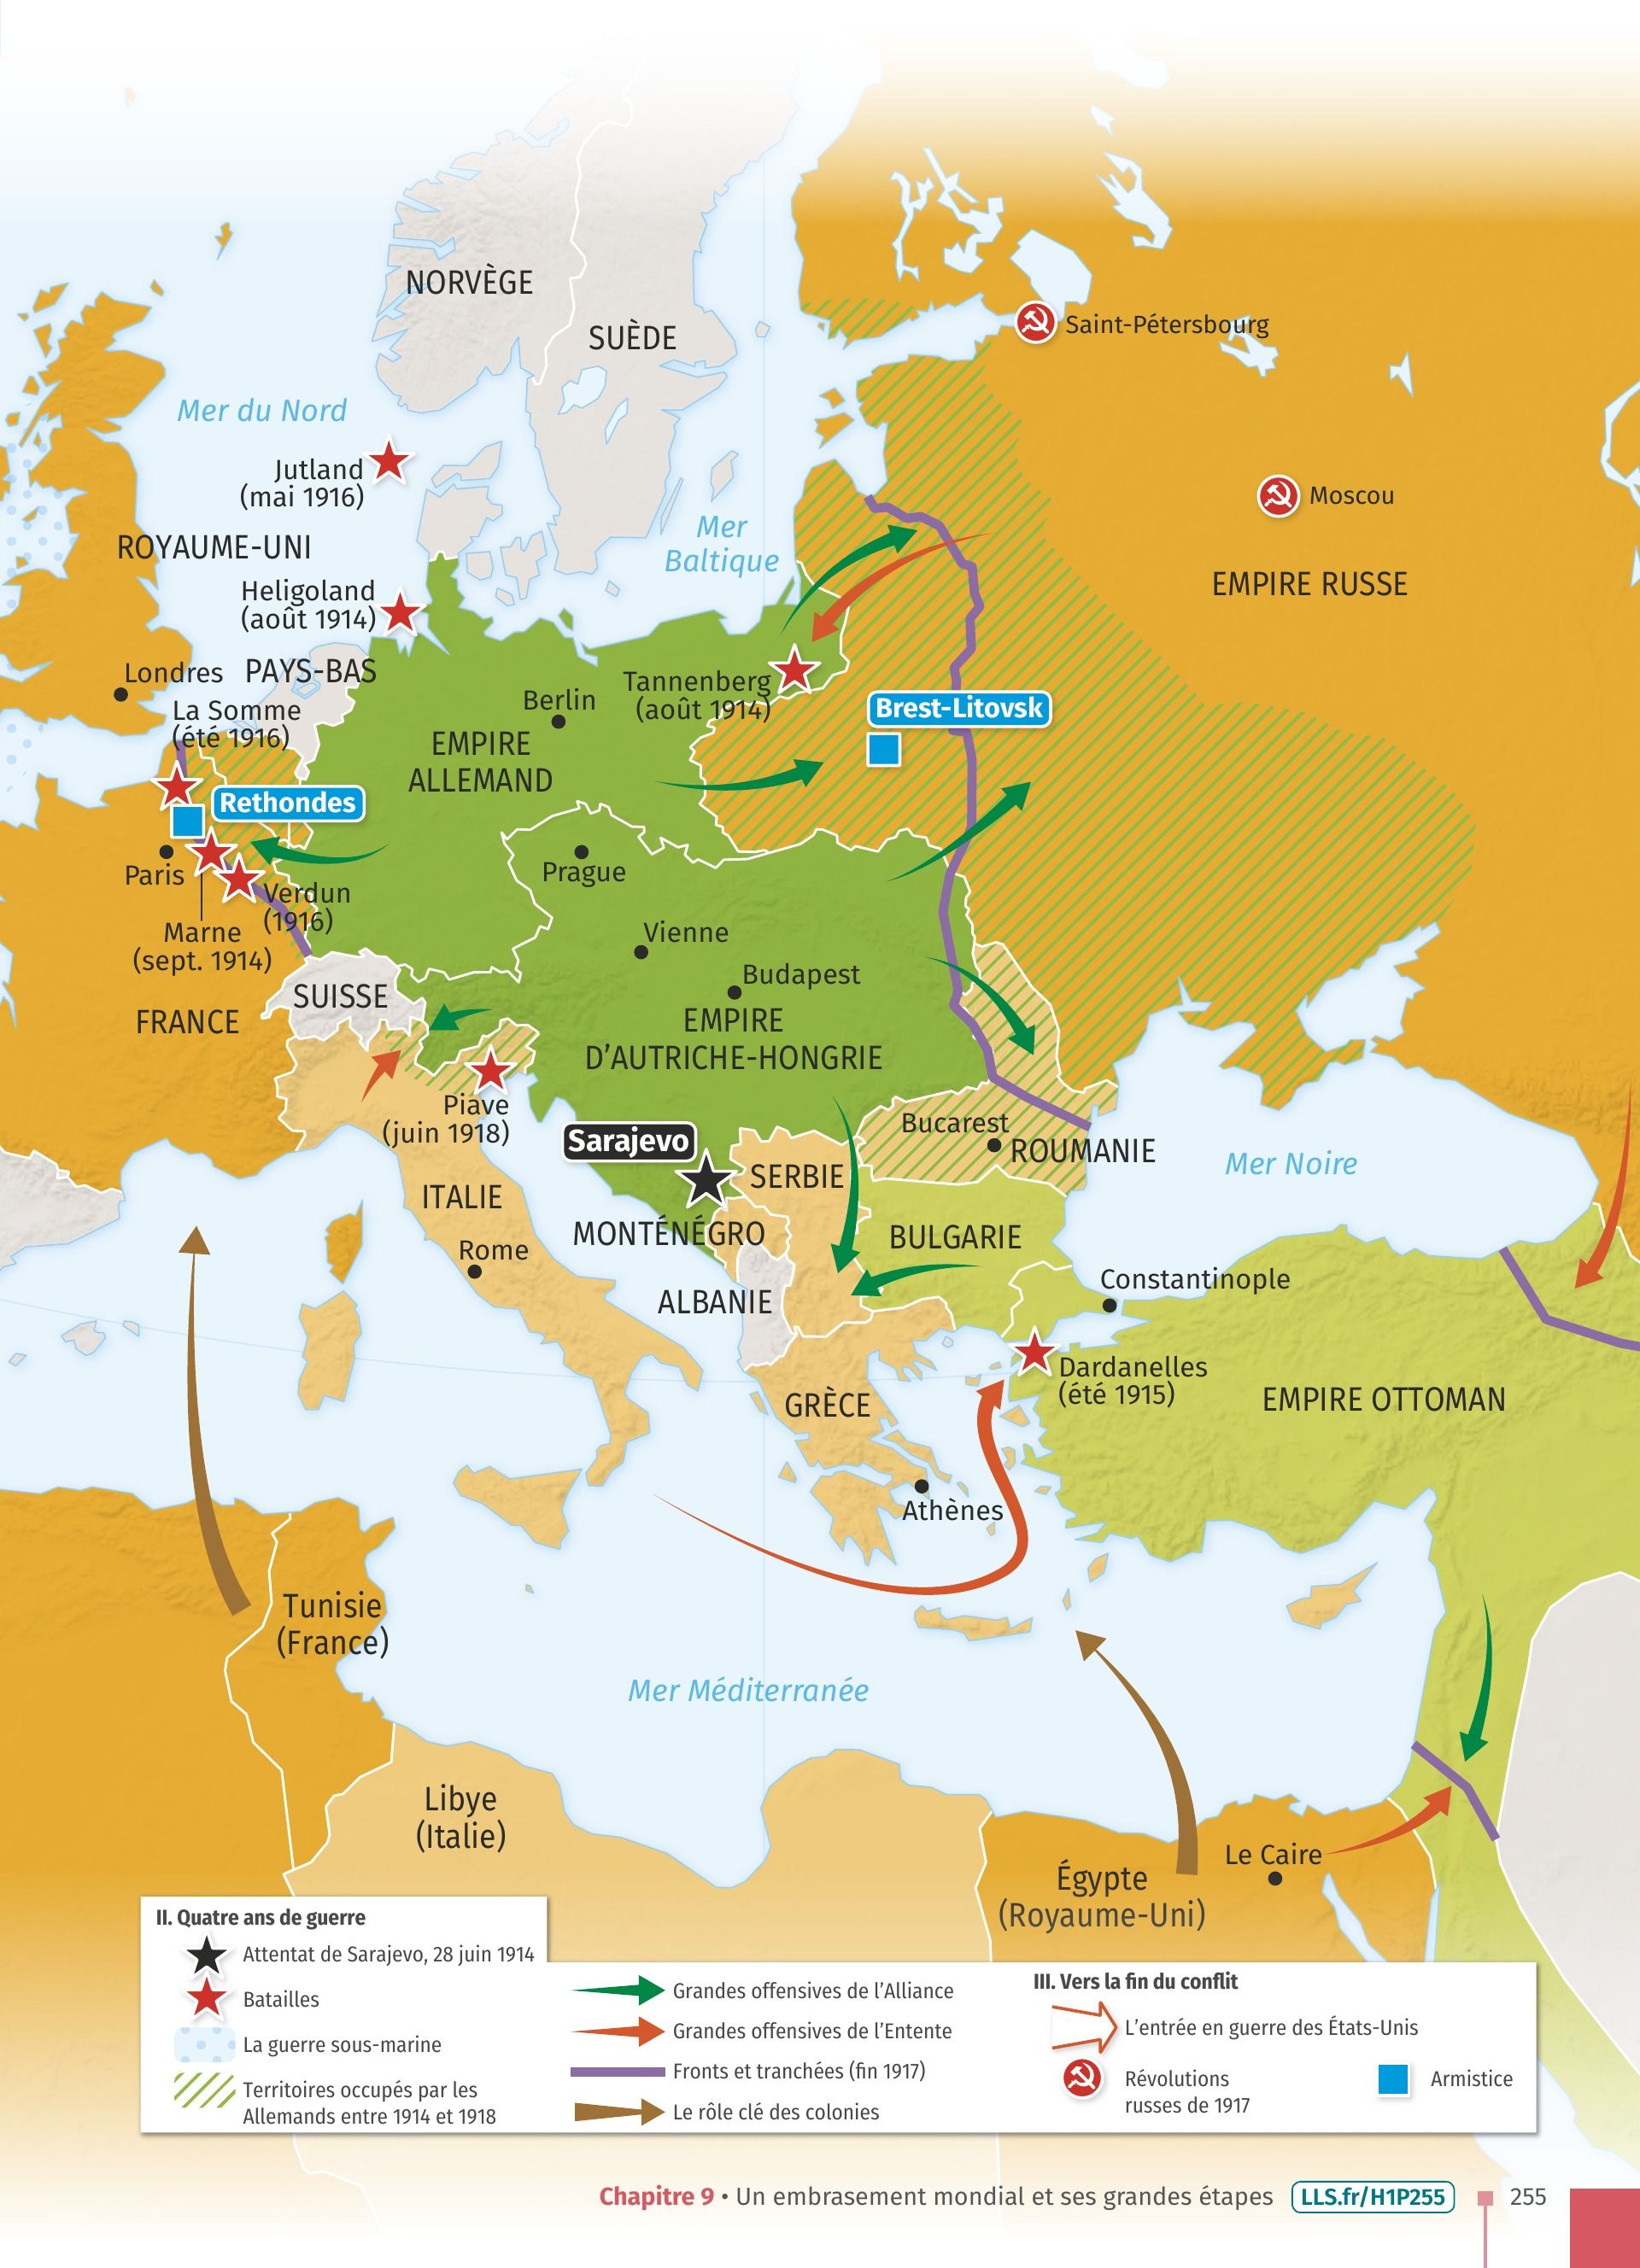 NORVÈGE
SUÈDE
Saint-Pétersbourg
Mer du Nord
Jutland
(mai 1916)
Moscou
Mer
Baltique
ROYAUME-UNI
EMPIRE RUSSE
Heligoland
(août 1914)
Londres
PAYS-BAS
Tannenberg
(août 1914)
Berlin
La Somme
(été 1916)
Brest-Litovsk
EMPIRE
ALLEMAND
Rethondes
Paris
Prague
Verdun
(1916)
Marne
(sept. 1914)
Vienne
Budapest
SUISSE
FRANCE
EMPIRE
D'AUTRICHE-HONGRIE
Piave
(juin 1918)
Bucarest
ROUMANIE
Sarajevo
SERBIE
Mer Noire
ITALIE
MONTÉNÉGRO
BULGARIE
Rome
Constantinople
ALBANIE
Dardanelles
(été 1915)
GRÈCE
EMPIRE OTTOMAN
Athènes
Tunisie
(France)
Mer Méditerranée
Libye
(Italie)
Le Caire
Égypte
(Royaume-Uni)
II. Quatre ans de guerre
Attentat de Sarajevo, 28 juin 1914
Batailles
La guerre sous-marine
Territoires occupés par les
Allemands entre 1914 et 1918
Grandes offensives de l'Alliance
Grandes offensives de l'Entente
Fronts et tranchées (fin 1917)
Le rôle clé des colonies
III. Vers la fin du conflit
L'entrée en guerre des États-Unis
Révolutions
russes de 1917
Armistice
Chapitre 9 • Un embrasement mondial et ses grandes étapes LLS.fr/H1P255 255